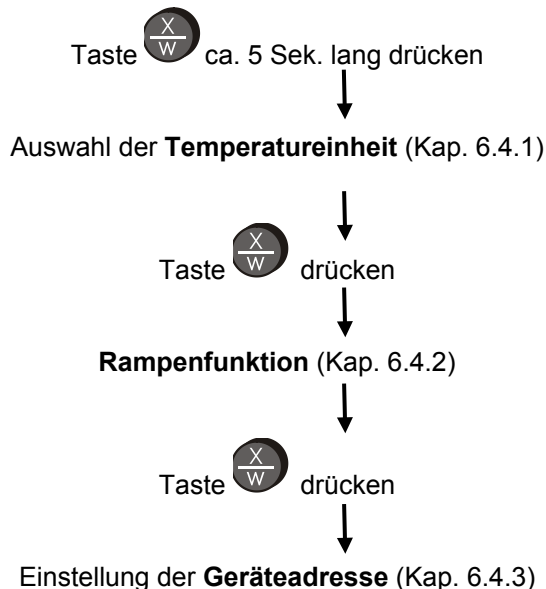 Taste X/W ca. 5 Sek. lang drücken
Auswahl der Temperatureinheit (Kap. 6.4.1)
Taste X/W drücken
Rampenfunktion (Kap. 6.4.2)
Taste X/W drücken
Einstellung der Geräteadresse (Kap. 6.4.3)